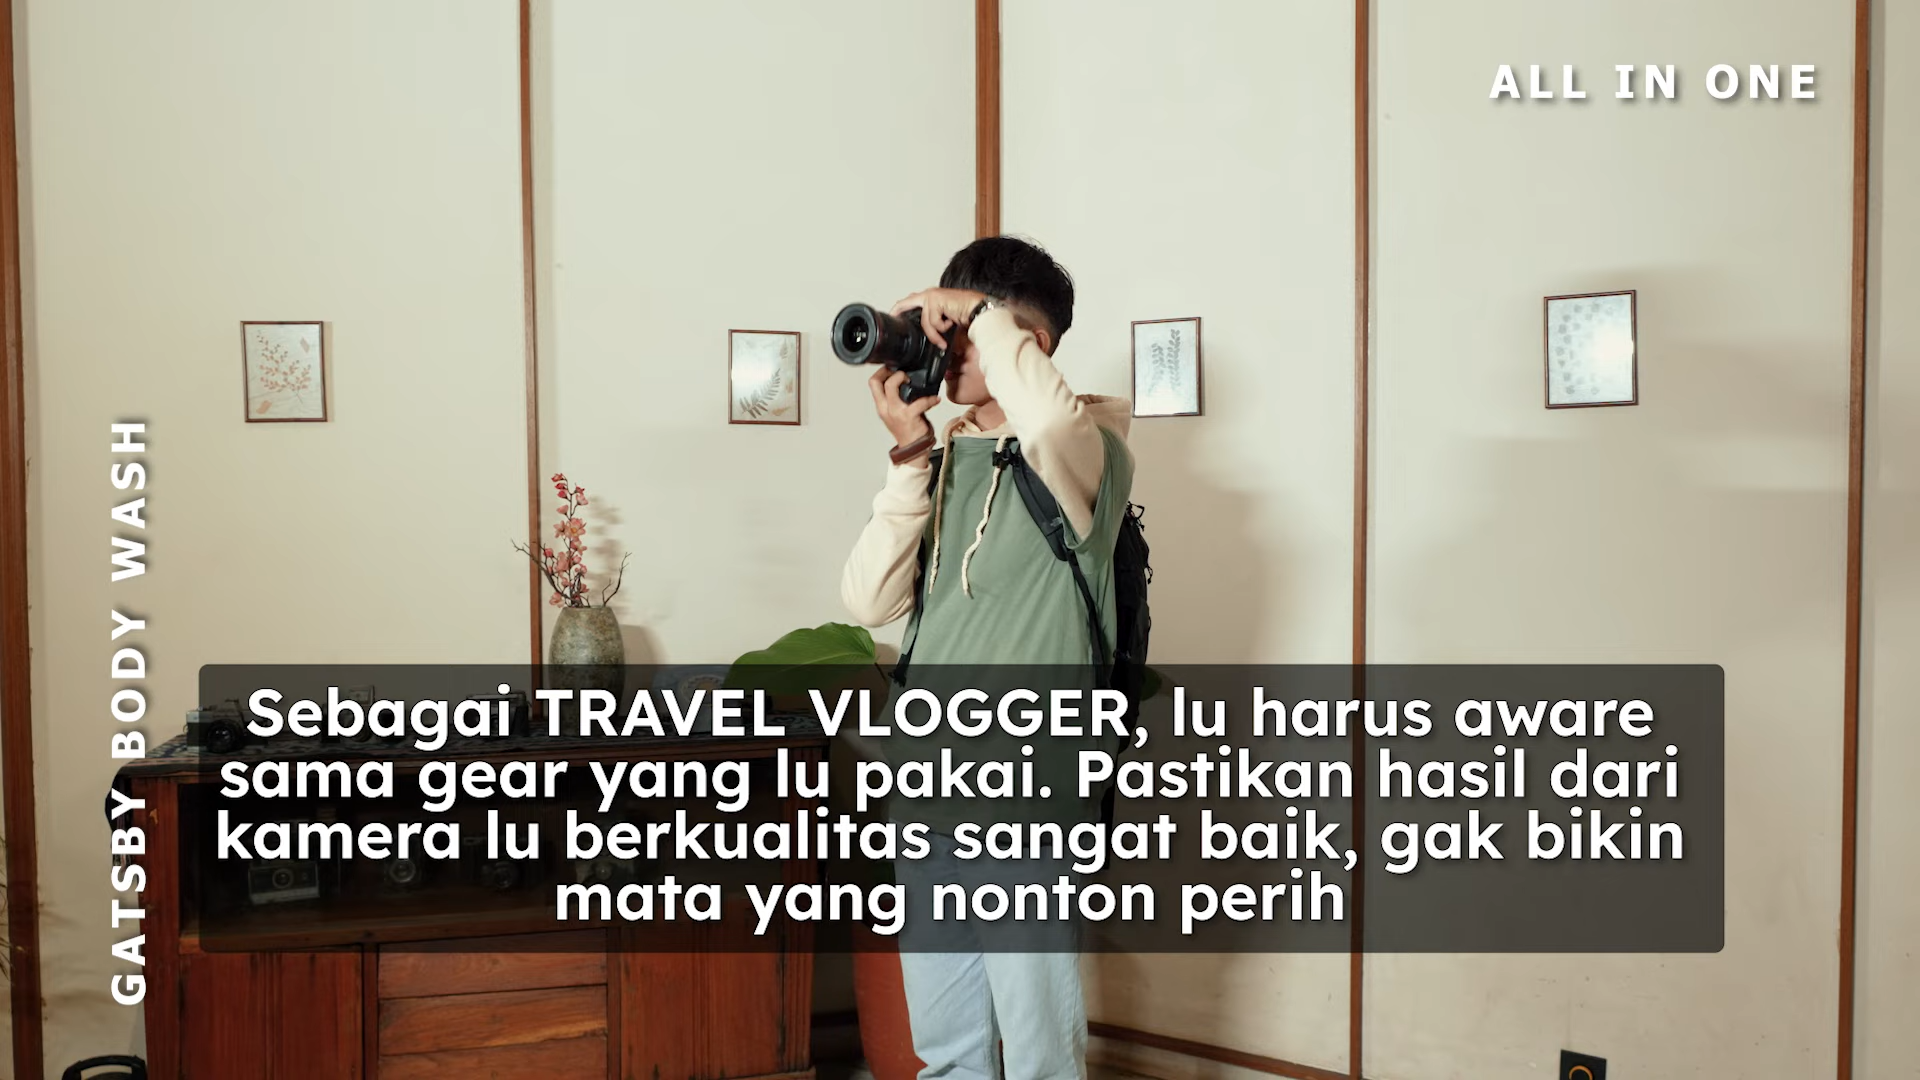 ALL IN ONE
GATSBY BODY WASH
Sebagai TRAVEL VLOGGER, lu harus aware
sama gear yang lu pakai. Pastikan hasil dari
kamera lu berkualitas sangat baik, gak bikin
mata yang nonton perih